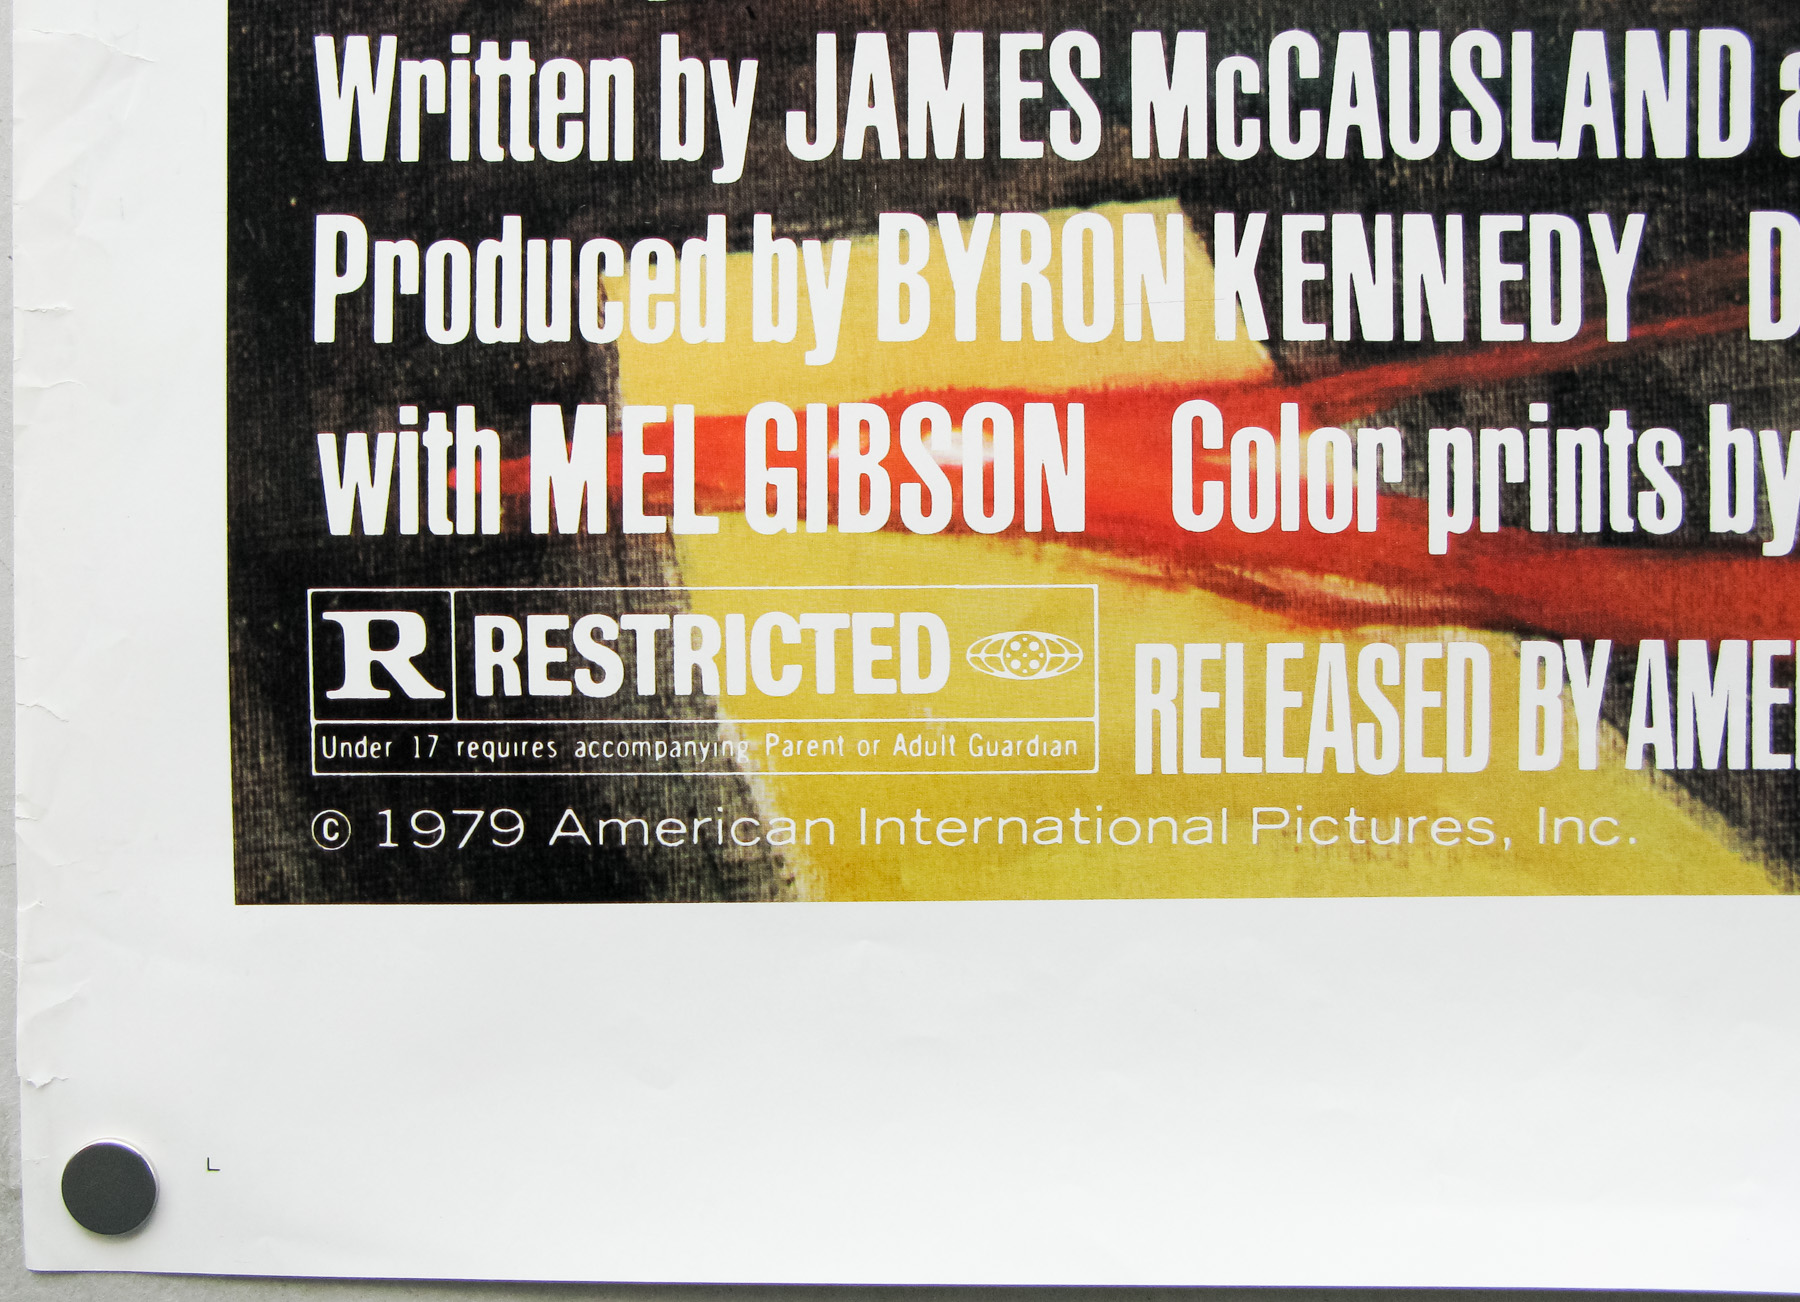 Written by JAMES McCAUSLAND a
Produced by BYRON KENNEDY D
with MEL GIBSON Color prints by
R RESTRICTED
Under 17 requires accompanying Parent or Adult Guardian
RELEASED BY AMER
© 1979 American International Pictures, Inc.